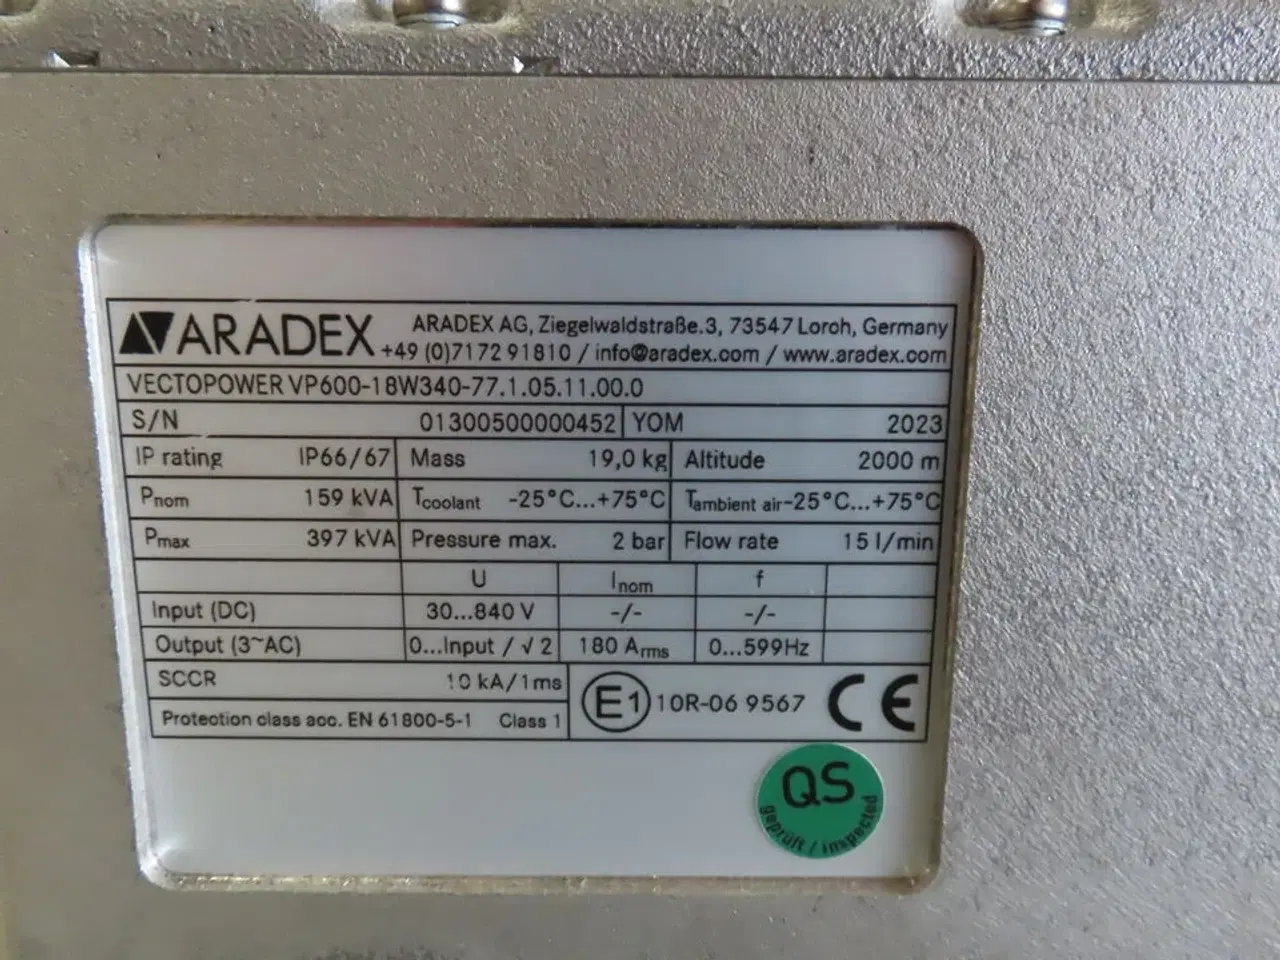 ARADEX ARADEX AG, Ziegelwaldstraße.3, 73547 Lorch, Germany
+49 (0)7172 91810 / info@aradex.com / www.aradex.com
VECTOPOWER VP600-18W340-77.1.05.11.00.0
S/N 01300500000452 YOM 2023
IP rating IP66/67 Mass 19,0 kg Altitude 2000 m
Pnom 159 kVA Tcoolant -25°C...+75°C Tambient air -25°C...+75°C
Pmax 397 kVA Pressure max. 2 bar Flow rate 15 l/min
U Inom f
Input (DC) 30...840 V -/- -/-
Output (3~AC) 0...Input / √2 180 Arms 0...599Hz
SCCR 10 kA/1ms
Protection class acc. EN 61800-5-1 Class 1
E1 10R-06 9567 CE
QS
geprüft / inspected